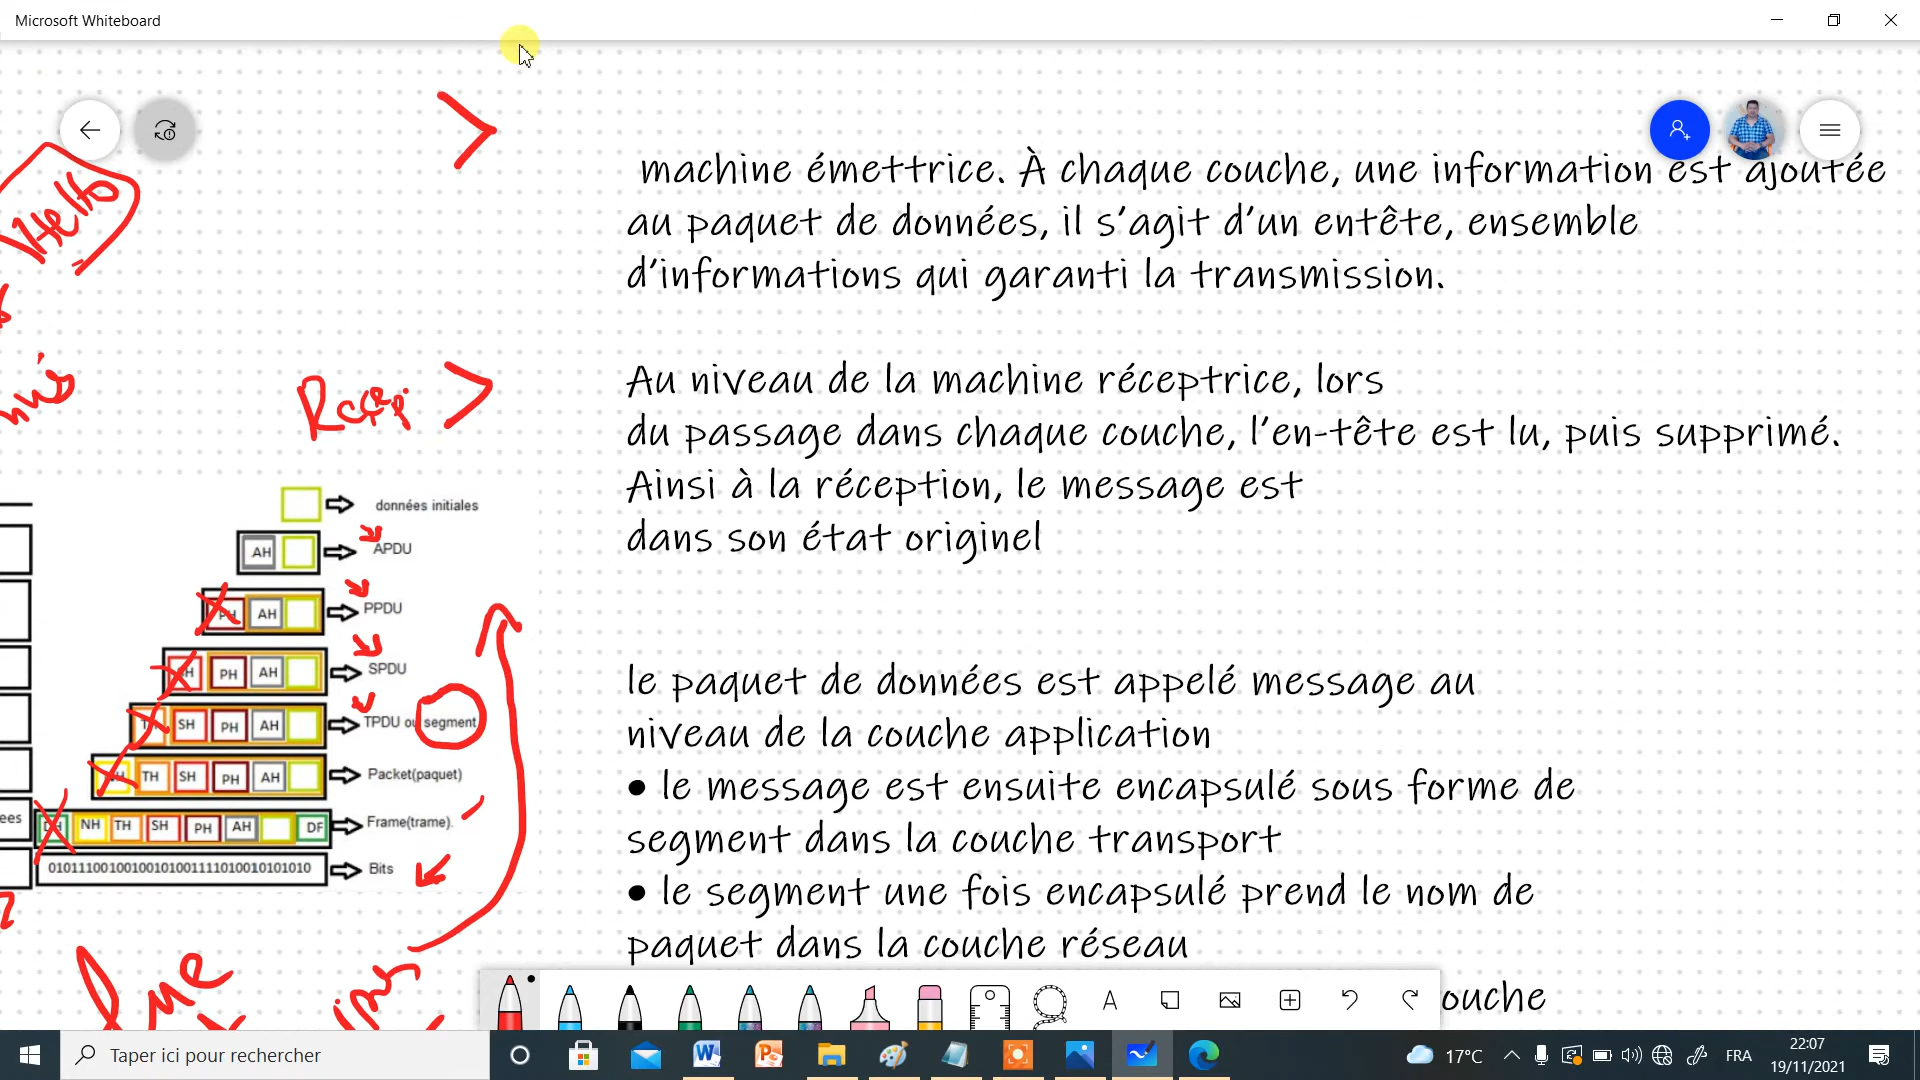 Microsoft Whiteboard
machine émettrice. À chaque couche, une information est ajoutée
au paquet de données, il s'agit d'un entête, ensemble
d'informations qui garanti la transmission.
Hello
Au niveau de la machine réceptrice, lors
du passage dans chaque couche, l'en-tête est lu, puis supprimé.
Ainsi à la réception, le message est
dans son état originel
données initiales
AH APDU
PH AH PPDU
PH AH SPDU
SH PH AH TPDU ou segment
TH SH PH AH Packet(paquet)
ees NH TH SH PH AH DF Frame(trame).
010111001001001010011110100101010 Bits
le paquet de données est appelé message au
niveau de la couche application
● le message est ensuite encapsulé sous forme de
segment dans la couche transport
● le segment une fois encapsulé prend le nom de
paquet dans la couche réseau
ouche
Taper ici pour rechercher
17°C
FRA
22:07
19/11/2021